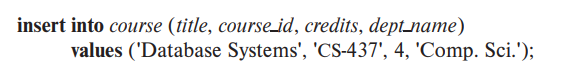 insert into course (title, course_id, credits, dept_name)
values ('Database Systems', 'CS-437', 4, 'Comp. Sci.');